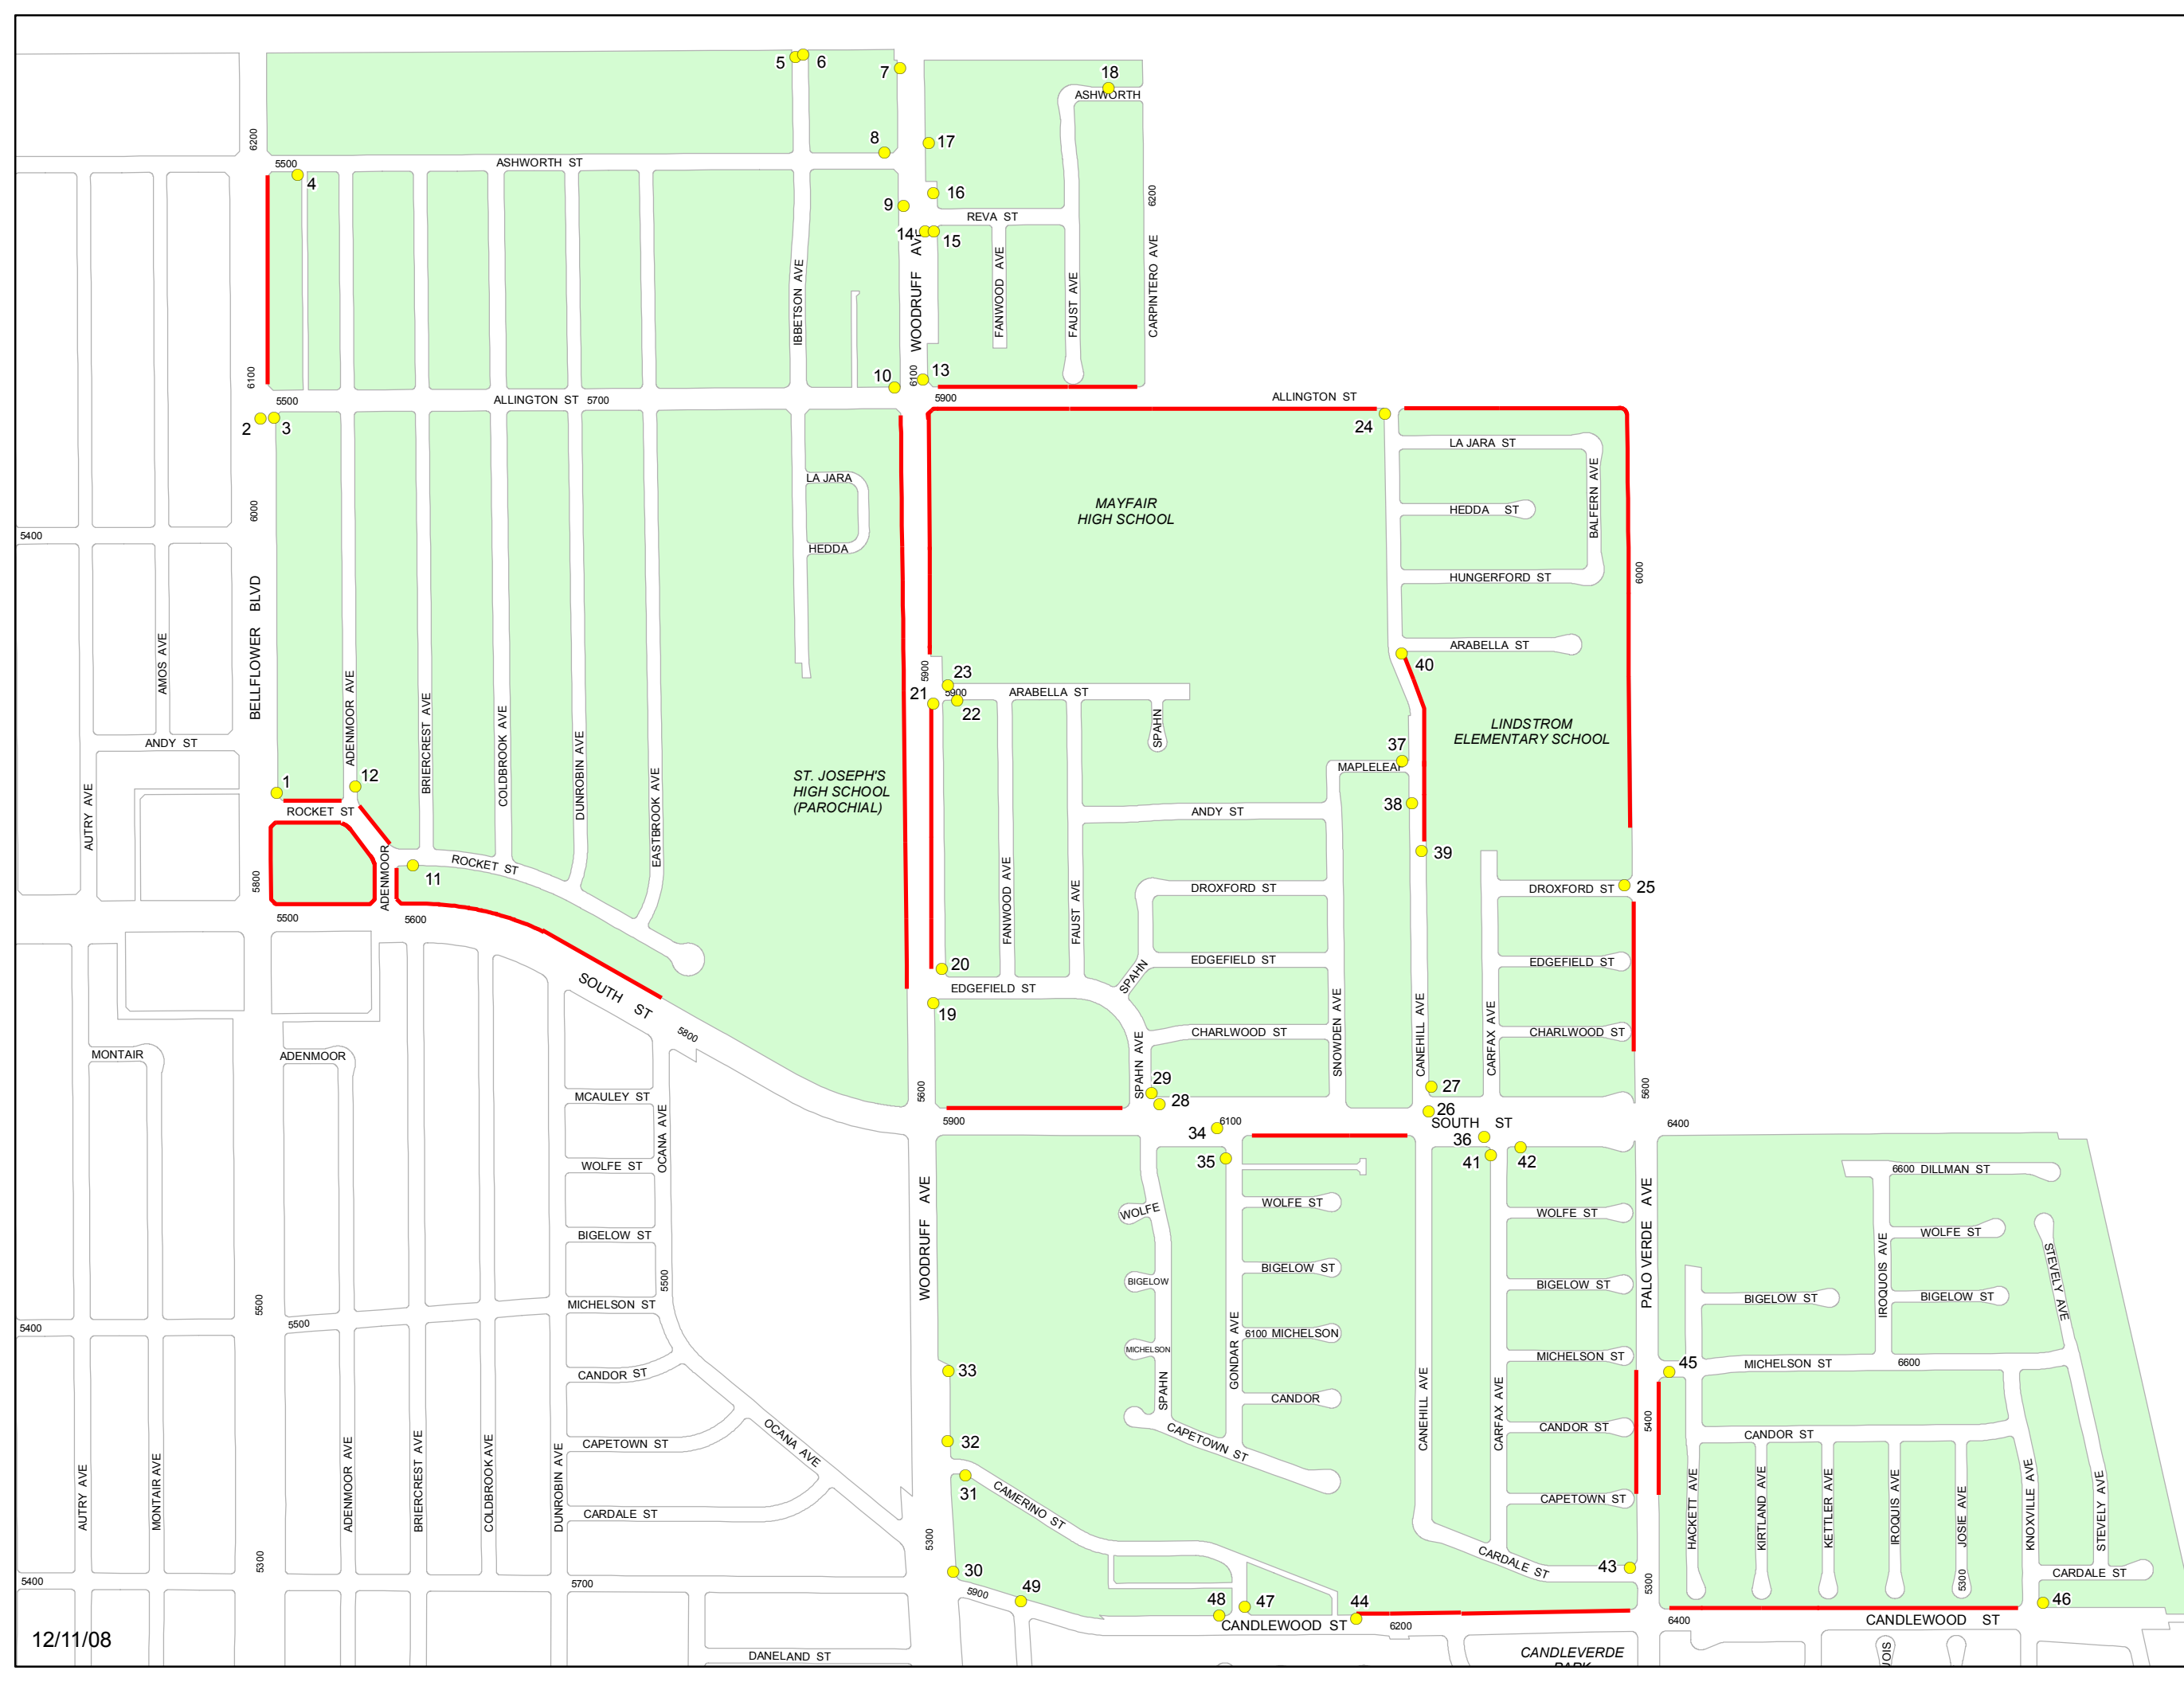 5
6
7
18
ASHWORTH
8
17
6200
ASHWORTH ST
5500
4
16
6200
9
REVA ST
14
15
WOODRUFF AVE
IBBETSON AVE
FANWOOD AVE
FAUST AVE
CARPINTERO AVE
6100
10
6100
13
5500
ALLINGTON ST
5700
5900
ALLINGTON ST
2
3
24
LA JARA ST
LA JARA
BALFERN AVE
6000
MAYFAIR
HIGH SCHOOL
HEDDA ST
5400
HEDDA
6000
HUNGERFORD ST
BELLFLOWER BLVD
ARABELLA ST
AMOS AVE
40
ADENMOOR AVE
5900
23
21
5900
ARABELLA ST
22
BRIERCREST AVE
COLDBROOK AVE
DUNROBIN AVE
EASTBROOK AVE
SPAHN
LINDSTROM
ELEMENTARY SCHOOL
ANDY ST
37
MAPLELEAF
1
12
ST. JOSEPH'S
HIGH SCHOOL
(PAROCHIAL)
38
ROCKET ST
ANDY ST
AUTRY AVE
39
ROCKET ST
11
5800
ADENMOOR
DROXFORD ST
DROXFORD ST
25
5500
5600
FANWOOD AVE
FAUST AVE
EDGEFIELD ST
EDGEFIELD ST
20
SPAHN
EDGEFIELD ST
SOUTH ST
19
CHARLWOOD ST
CHARLWOOD ST
SNOWDEN AVE
CANEHILL AVE
CARFAX AVE
5800
MONTAIR
ADENMOOR
SPAHN AVE
29
27
5600
5600
MCAULEY ST
28
26
5900
34
6100
SOUTH ST
6400
36
OCANA AVE
35
41
42
WOLFE ST
6600 DILLMAN ST
WOODRUFF AVE
WOLFE
WOLFE ST
WOLFE ST
PALO VERDE AVE
WOLFE ST
BIGELOW ST
IROQUOIS AVE
STEVELY AVE
5500
BIGELOW
BIGELOW ST
BIGELOW ST
BIGELOW ST
BIGELOW ST
5500
MICHELSON ST
5400
5500
6100 MICHELSON
MICHELSON
GONDAR AVE
MICHELSON ST
45
MICHELSON ST
6600
33
CANDOR ST
SPAHN
CANDOR
CANEHILL AVE
CARFAX AVE
CANDOR ST
5400
CANDOR ST
OCANA AVE
CAPETOWN ST
32
CAPETOWN ST
AUTRY AVE
MONTAIR AVE
ADENMOOR AVE
BRIERCREST AVE
COLDBROOK AVE
DUNROBIN AVE
31
CAMERINO ST
CAPETOWN ST
HACKETT AVE
KIRTLAND AVE
KETTLER AVE
IROQUIS AVE
JOSIE AVE
KNOXVILLE AVE
STEVELY AVE
CARDALE ST
5300
5300
CARDALE ST
43
CARDALE ST
5400
5700
30
5900
49
5300
5300
48
47
44
46
CANDLEWOOD ST
6200
6400
CANDLEWOOD ST
12/11/08
DANELAND ST
CANDLEVERDE
PARK